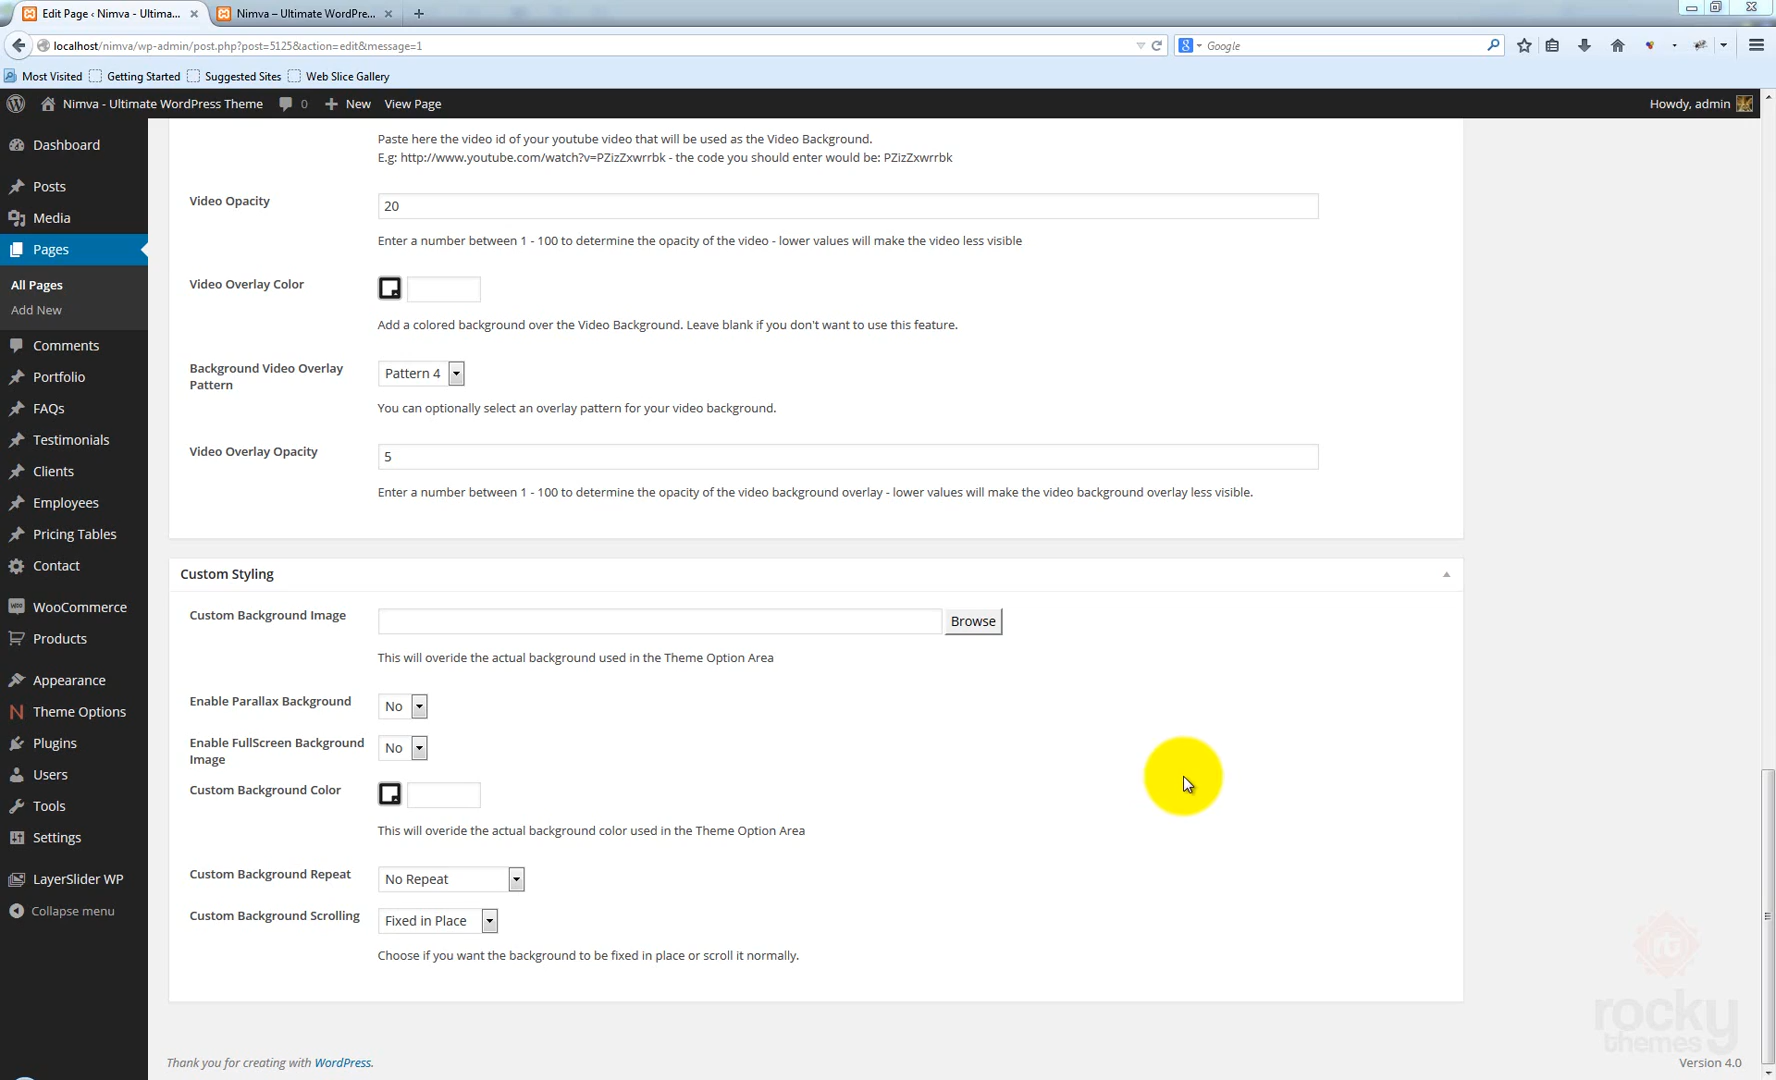 Edit Page ‹ Nimva - Ultima...
Nimva – Ultimate WordPre...
localhost/nimva/wp-admin/post.php?post=5125&action=edit&message=1
Google
Most Visited
Getting Started
Suggested Sites
Web Slice Gallery
Nimva - Ultimate WordPress Theme
0
New
View Page
Howdy, admin
Dashboard
Posts
Media
Pages
All Pages
Add New
Comments
Portfolio
FAQs
Testimonials
Clients
Employees
Pricing Tables
Contact
WooCommerce
Products
Appearance
Theme Options
Plugins
Users
Tools
Settings
LayerSlider WP
Collapse menu
Paste here the video id of your youtube video that will be used as the Video Background.
E.g: http://www.youtube.com/watch?v=PZizZxwrrbk - the code you should enter would be: PZizZxwrrbk
Video Opacity
20
Enter a number between 1 - 100 to determine the opacity of the video - lower values will make the video less visible
Video Overlay Color
Add a colored background over the Video Background. Leave blank if you don't want to use this feature.
Background Video Overlay
Pattern
Pattern 4
You can optionally select an overlay pattern for your video background.
Video Overlay Opacity
5
Enter a number between 1 - 100 to determine the opacity of the video background overlay - lower values will make the video background overlay less visible.
Custom Styling
Custom Background Image
Browse
This will overide the actual background used in the Theme Option Area
Enable Parallax Background
No
Enable FullScreen Background
Image
No
Custom Background Color
This will overide the actual background color used in the Theme Option Area
Custom Background Repeat
No Repeat
Custom Background Scrolling
Fixed in Place
Choose if you want the background to be fixed in place or scroll it normally.
rocky
themes
Thank you for creating with WordPress.
Version 4.0